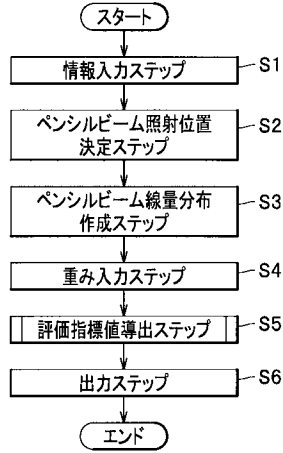 スタート
情報入力ステップ
S1
ペンシルビーム照射位置
決定ステップ
S2
ペンシルビーム線量分布
作成ステップ
S3
重み入力ステップ
S4
評価指標値導出ステップ
S5
出力ステップ
S6
エンド